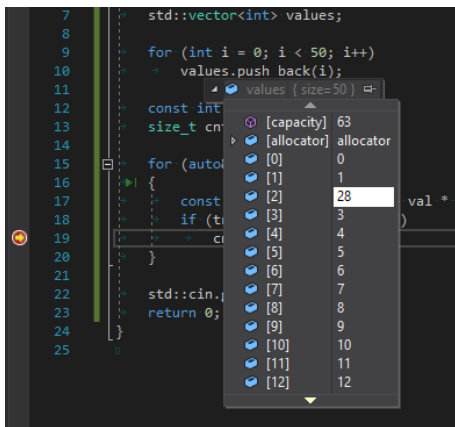 7 std::vector<int> values;
8
9 for (int i = 0; i < 50; i++)
10 values.push_back(i);
11 values {size=50}
12 const int
13 size_t cn
14
15 for (auto&
16 {
17 const val *
18 if (t )
19 c
20 }
21
22 std::cin.
23 return 0;
24 }
25
[capacity] 63
[allocator] allocator
[0] 0
[1] 1
[2] 28
[3] 3
[4] 4
[5] 5
[6] 6
[7] 7
[8] 8
[9] 9
[10] 10
[11] 11
[12] 12